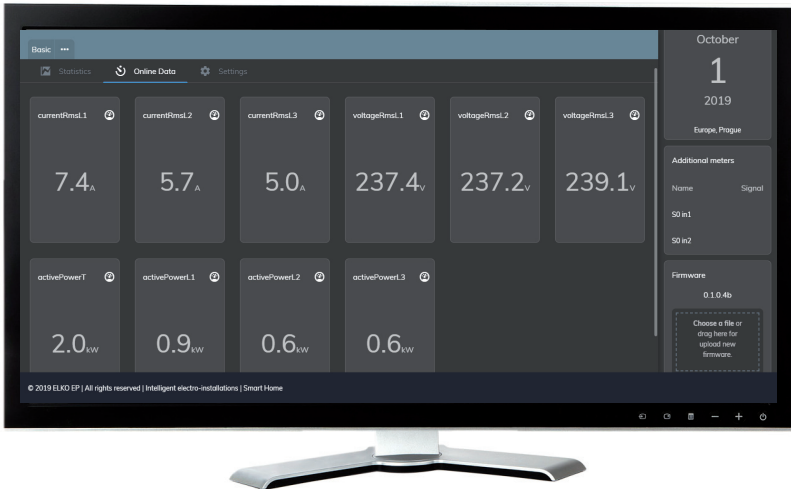 Basic •••
Statistics
Online Data
Settings
currentRmsL1
currentRmsL2
currentRmsL3
voltageRmsL1
voltageRmsL2
voltageRmsL3
7.4A
5.7A
5.0A
237.4V
237.2V
239.1V
activePowerT
activePowerL1
activePowerL2
activePowerL3
2.0kW
0.9kW
0.6kW
0.6kW
October
1
2019
Europe, Prague
Additional meters
Name Signal
S0 in1
S0 in2
Firmware
0.1.0.4b
Choose a file or
drag here for
upload new
firmware.
© 2019 ELKO EP | All rights reserved | Intelligent electro-installations | Smart Home